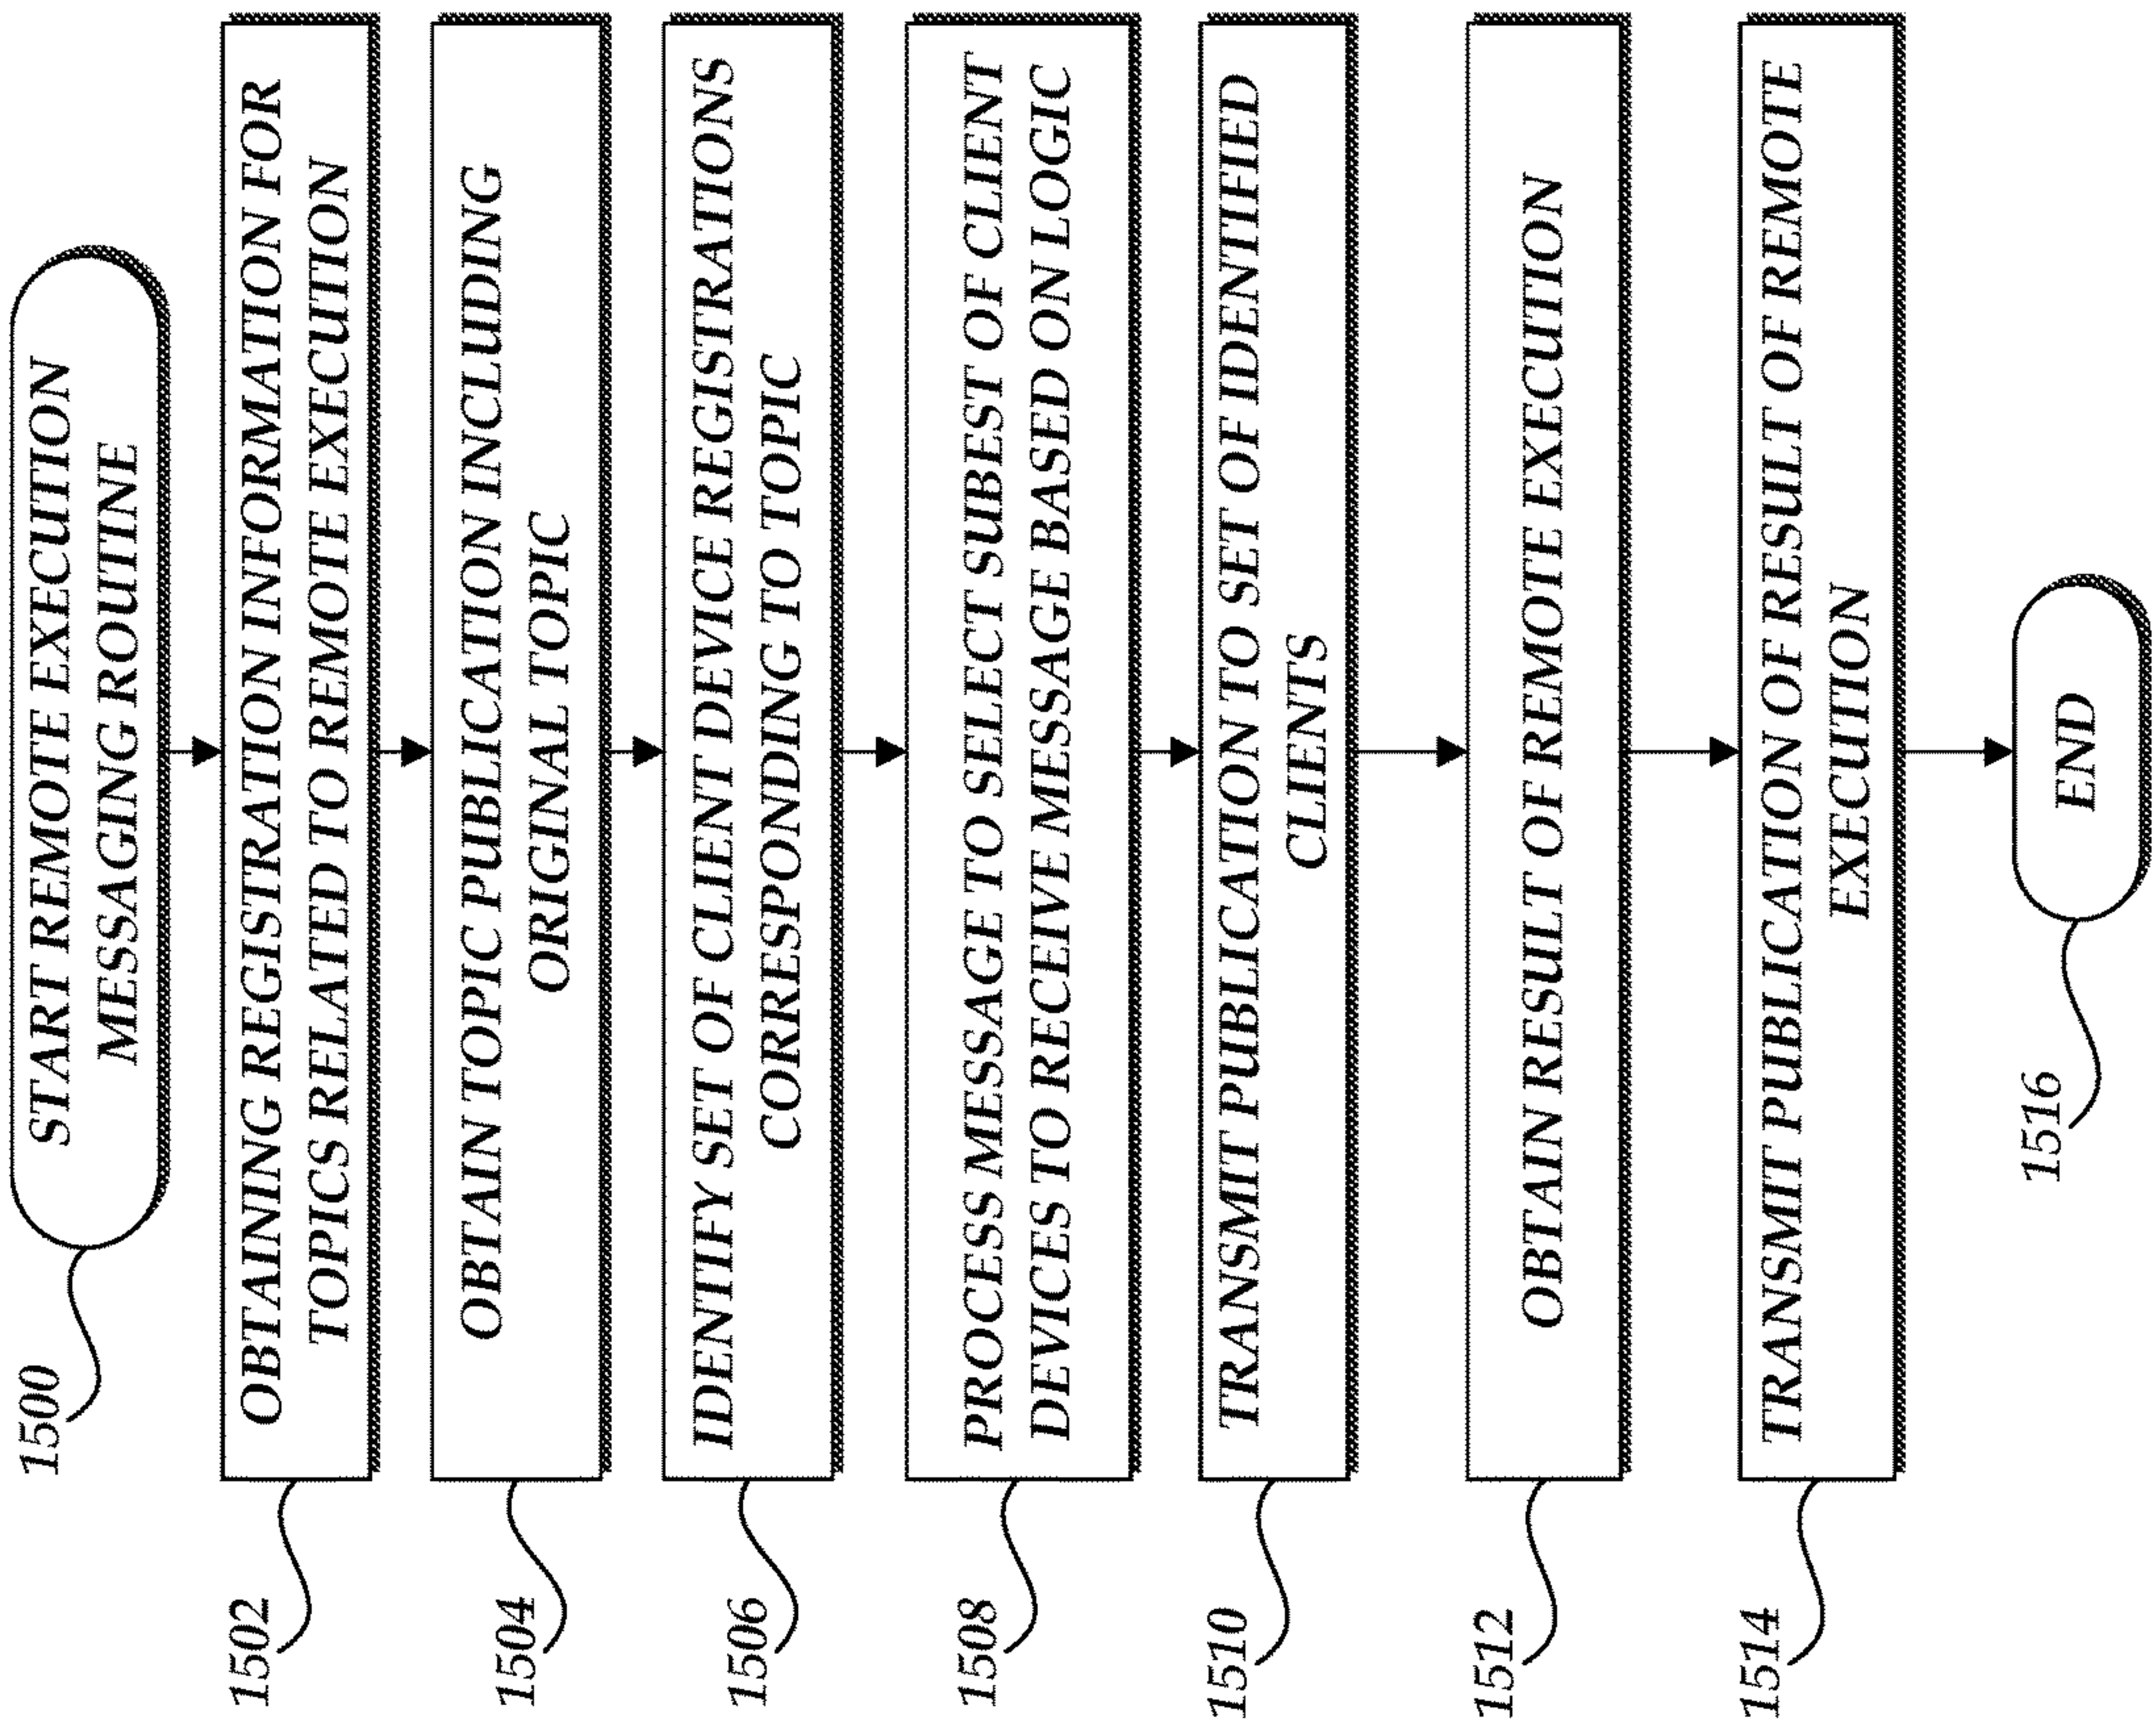 1500
START REMOTE EXECUTION
MESSAGING ROUTINE
1502
OBTAINING REGISTRATION INFORMATION FOR
TOPICS RELATED TO REMOTE EXECUTION
1504
OBTAIN TOPIC PUBLICATION INCLUDING
ORIGINAL TOPIC
1506
IDENTIFY SET OF CLIENT DEVICE REGISTRATIONS
CORRESPONDING TO TOPIC
1508
PROCESS MESSAGE TO SELECT SUBEST OF CLIENT
DEVICES TO RECEIVE MESSAGE BASED ON LOGIC
1510
TRANSMIT PUBLICATION TO SET OF IDENTIFIED
CLIENTS
1512
OBTAIN RESULT OF REMOTE EXECUTION
1514
TRANSMIT PUBLICATION OF RESULT OF REMOTE
EXECUTION
1516
END